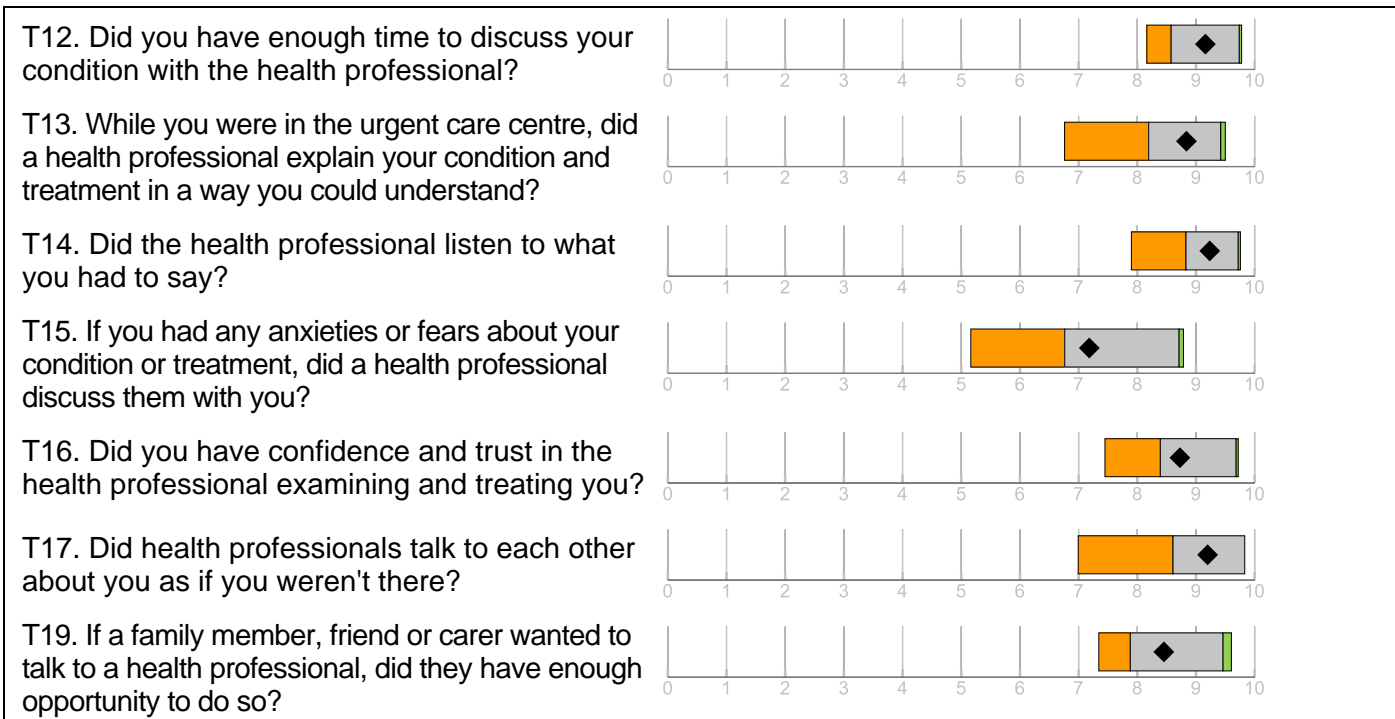 T12. Did you have enough time to discuss your
condition with the health professional?
0 1 2 3 4 5 6 7 8 9 10
T13. While you were in the urgent care centre, did
a health professional explain your condition and
treatment in a way you could understand?
0 1 2 3 4 5 6 7 8 9 10
T14. Did the health professional listen to what
you had to say?
0 1 2 3 4 5 6 7 8 9 10
T15. If you had any anxieties or fears about your
condition or treatment, did a health professional
discuss them with you?
0 1 2 3 4 5 6 7 8 9 10
T16. Did you have confidence and trust in the
health professional examining and treating you?
0 1 2 3 4 5 6 7 8 9 10
T17. Did health professionals talk to each other
about you as if you weren't there?
0 1 2 3 4 5 6 7 8 9 10
T19. If a family member, friend or carer wanted to
talk to a health professional, did they have enough
opportunity to do so?
0 1 2 3 4 5 6 7 8 9 10